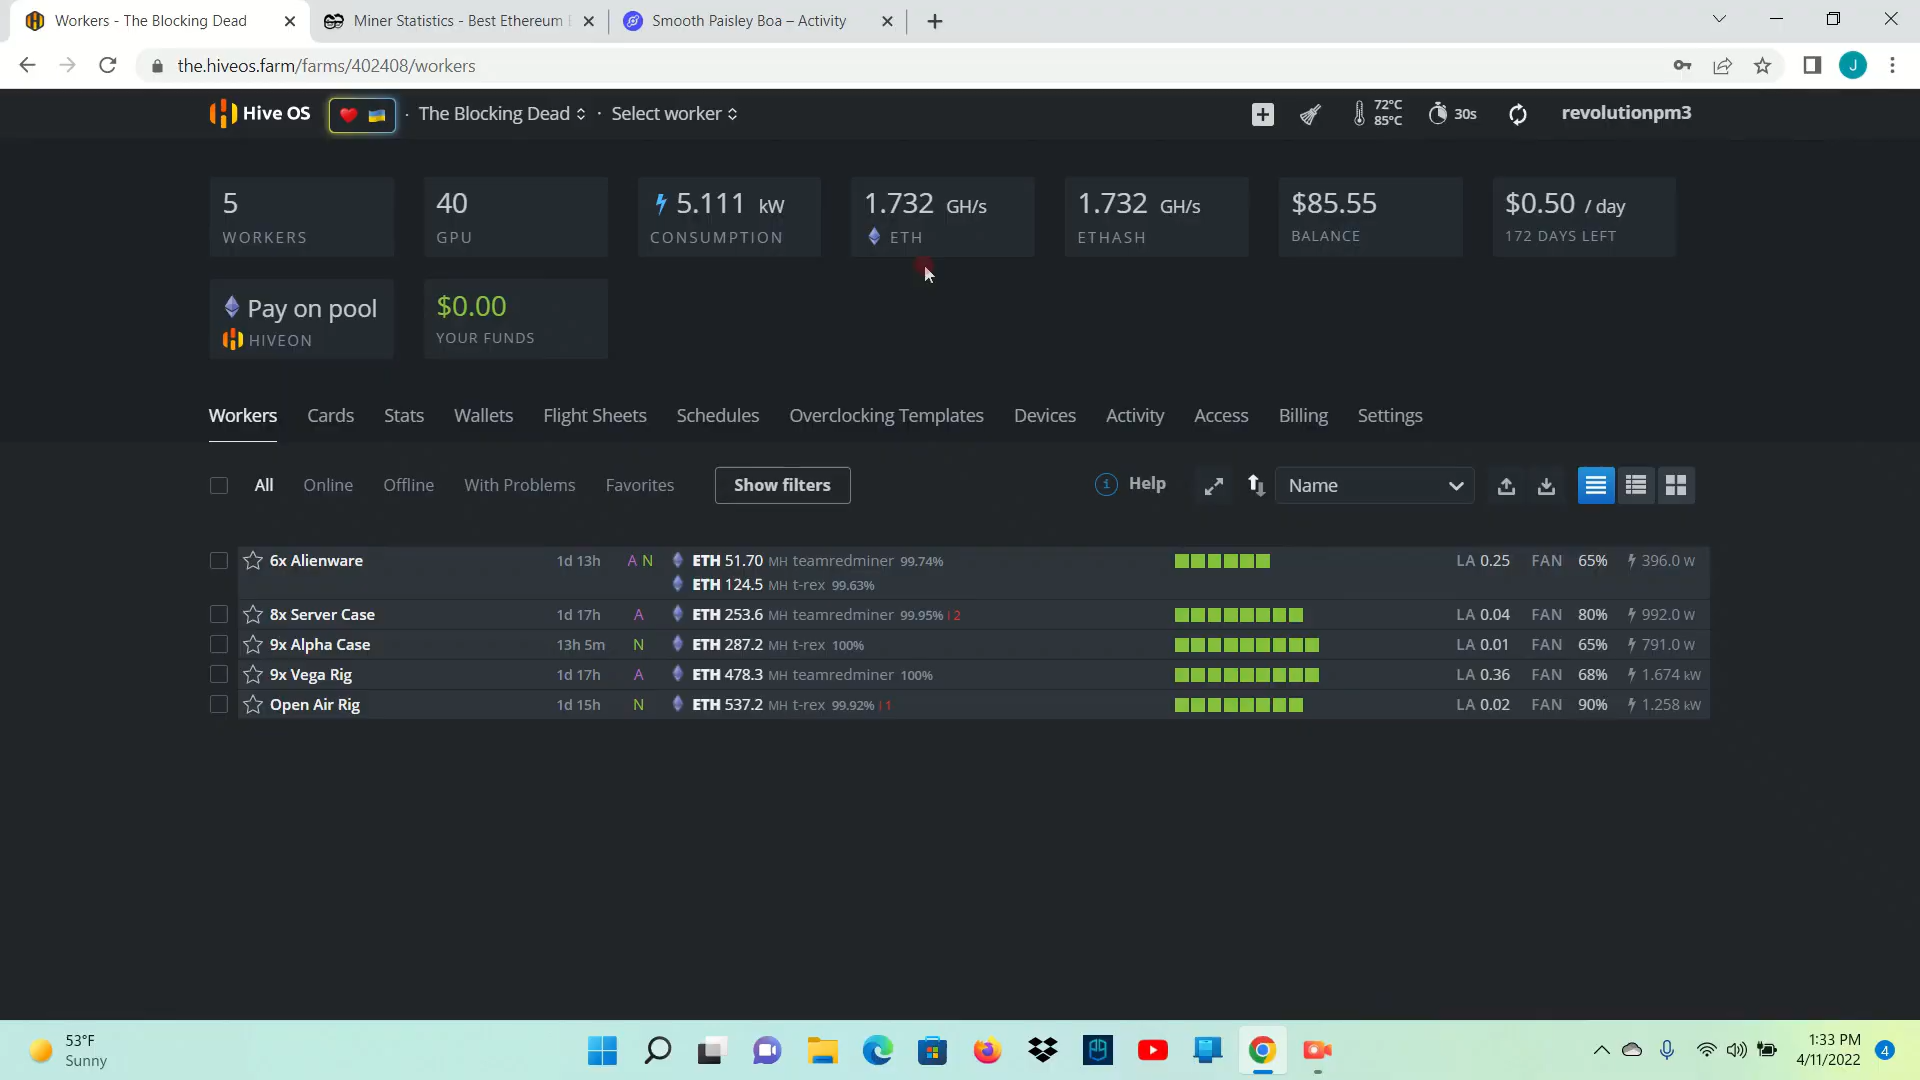 Workers - The Blocking Dead
Miner Statistics - Best Ethereum
Smooth Paisley Boa – Activity
the.hiveos.farm/farms/402408/workers
J
Hive OS · The Blocking Dead · Select worker
72°C
85°C
30s
revolutionpm3
5
WORKERS
40
GPU
5.111 kW
CONSUMPTION
1.732 GH/s
ETH
1.732 GH/s
ETHASH
$85.55
BALANCE
$0.50 / day
172 DAYS LEFT
Pay on pool
HIVEON
$0.00
YOUR FUNDS
Workers Cards Stats Wallets Flight Sheets Schedules Overclocking Templates Devices Activity Access Billing Settings
All Online Offline With Problems Favorites Show filters Help Name
6x Alienware 1d 13h A N ETH 51.70 MH teamredminer 99.74% LA 0.25 FAN 65% 396.0 W
ETH 124.5 MH t-rex 99.63%
8x Server Case 1d 17h A ETH 253.6 MH teamredminer 99.95% I 2 LA 0.04 FAN 80% 992.0 W
9x Alpha Case 13h 5m N ETH 287.2 MH t-rex 100% LA 0.01 FAN 65% 791.0 W
9x Vega Rig 1d 17h A ETH 478.3 MH teamredminer 100% LA 0.36 FAN 68% 1.674 kW
Open Air Rig 1d 15h N ETH 537.2 MH t-rex 99.92% I 1 LA 0.02 FAN 90% 1.258 kW
53°F
Sunny
1:33 PM
4/11/2022
4